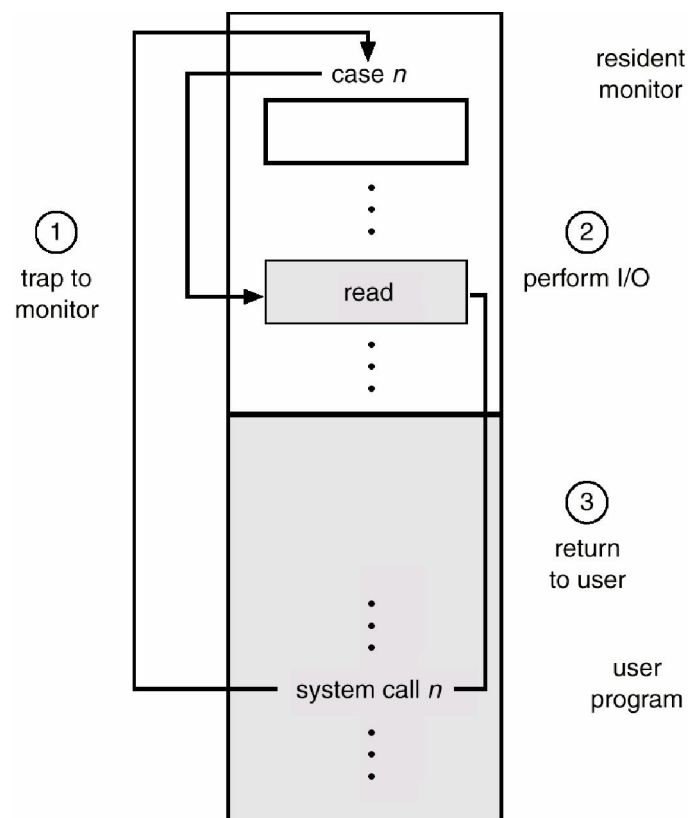 case n
resident
monitor
1
trap to
monitor
2
perform I/O
read
3
return
to user
system call n
user
program